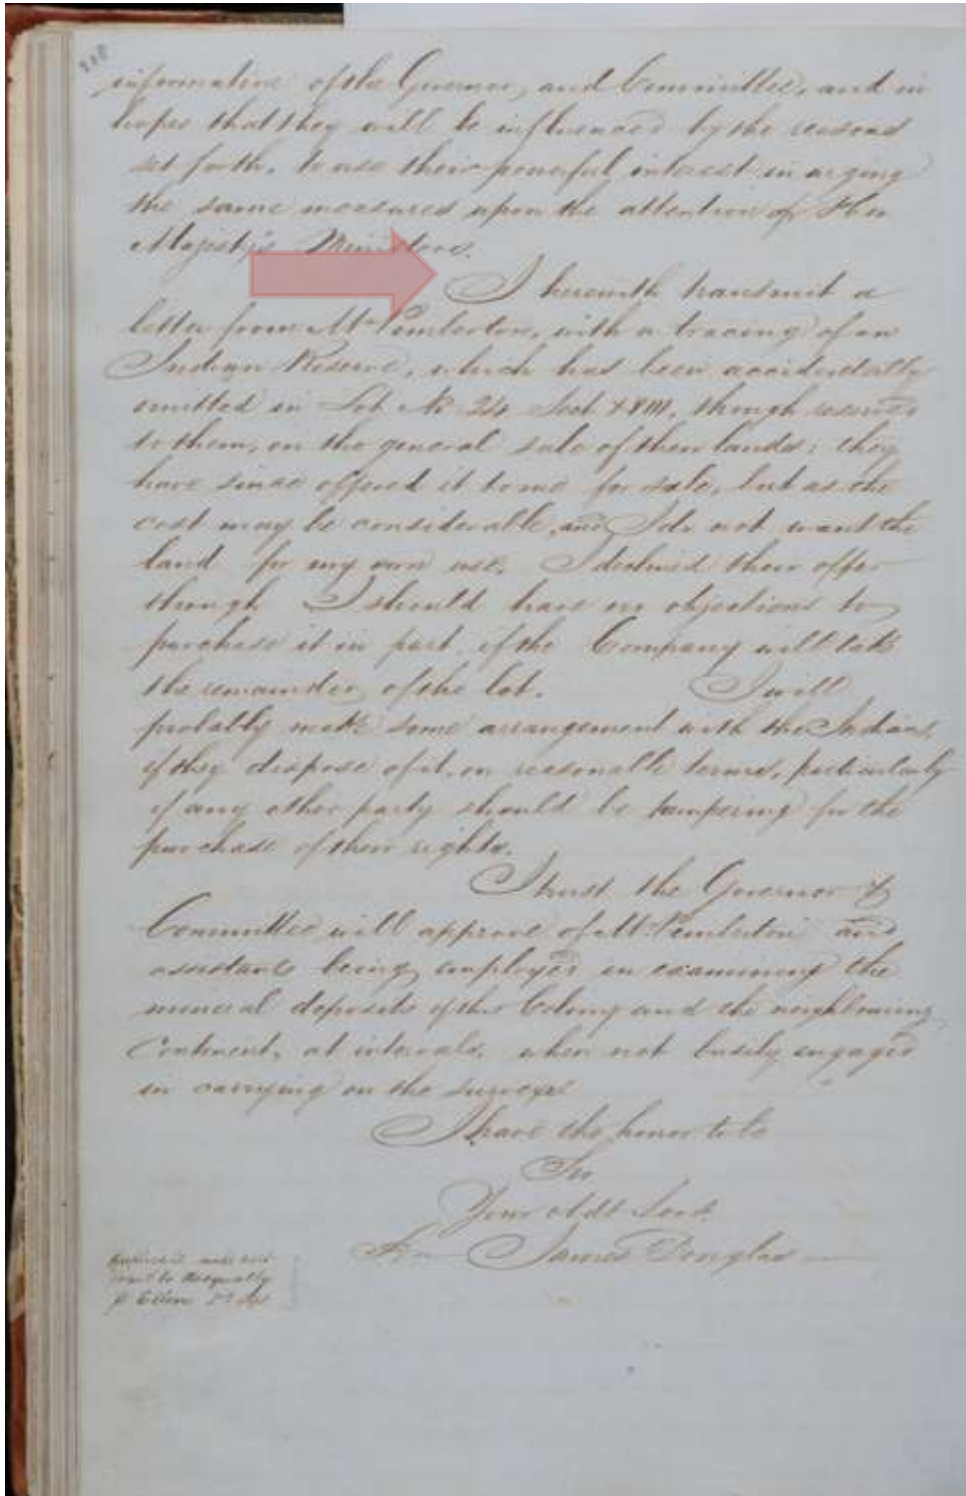 information of the Governor, and Committee, and in
hopes that they will be influenced by the reasons
set forth, to use their powerful interest in urging
the same measures upon the attention of Her
Majesty's Ministers.
I herewith transmit a
letter from Mr Pemberton, with a tracing of an
Indian Reserve, which has been accidentally
omitted in Lot No 24 Sect XVIII, though reserved
to them, on the general sale of their lands; they
have since offered it to me for sale, but as the
cost may be considerable, and I do not want the
land for my own use, I declined their offer
though I should have no objections to
purchase it in part, if the Company will take
the remainder of the lot. I will
probably make some arrangement with the Indians,
if they dispose of it, on reasonable terms, particularly
if any other party should be tampering for the
purchase of their rights.
I trust the Governor &
Committee will approve of Mr Pemberton and
assistants being employed in examining the
mineral deposits of this Colony and the neighbouring
Continent, at intervals, when not busily engaged
in carrying on the surveys.
I have the honor to be
Sir
Your obdt Servt
James Douglas
sent to Nisqually